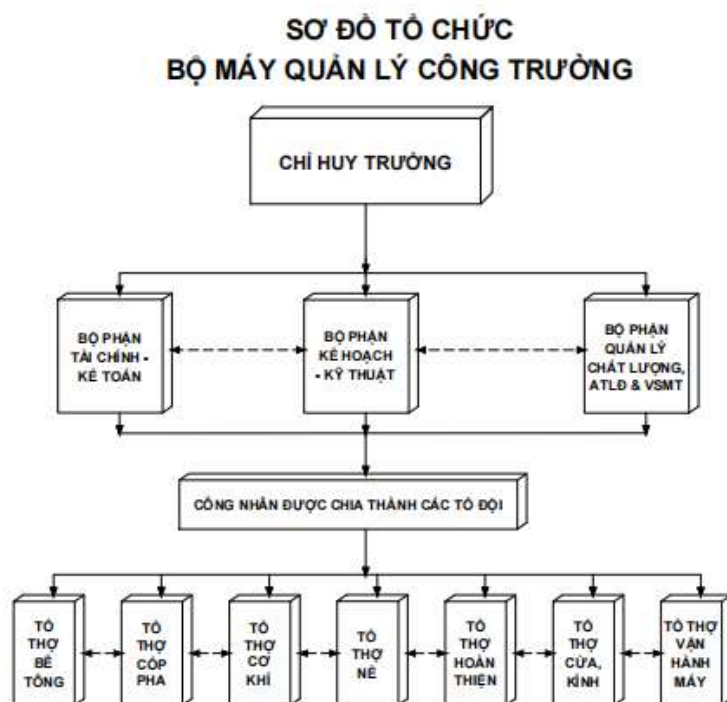 SƠ ĐỒ TỔ CHỨC
BỘ MÁY QUẢN LÝ CÔNG TRƯỜNG
CHỈ HUY TRƯỞNG
BỘ PHẬN
TÀI CHÍNH -
KẾ TOÁN
BỘ PHẬN
KẾ HOẠCH
- KỸ THUẬT
BỘ PHẬN
QUẢN LÝ
CHẤT LƯỢNG,
ATLĐ & VSMT
CÔNG NHÂN ĐƯỢC CHIA THÀNH CÁC TỔ ĐỘI
TỔ
THỢ
BÊ
TÔNG
TỔ
THỢ
CỐP
PHA
TỔ
THỢ
CƠ
KHÍ
TỔ
THỢ
NỀ
TỔ
THỢ
HOÀN
THIỆN
TỔ
THỢ
CỬA,
KÍNH
TỔ THỢ
VẬN
HÀNH
MÁY